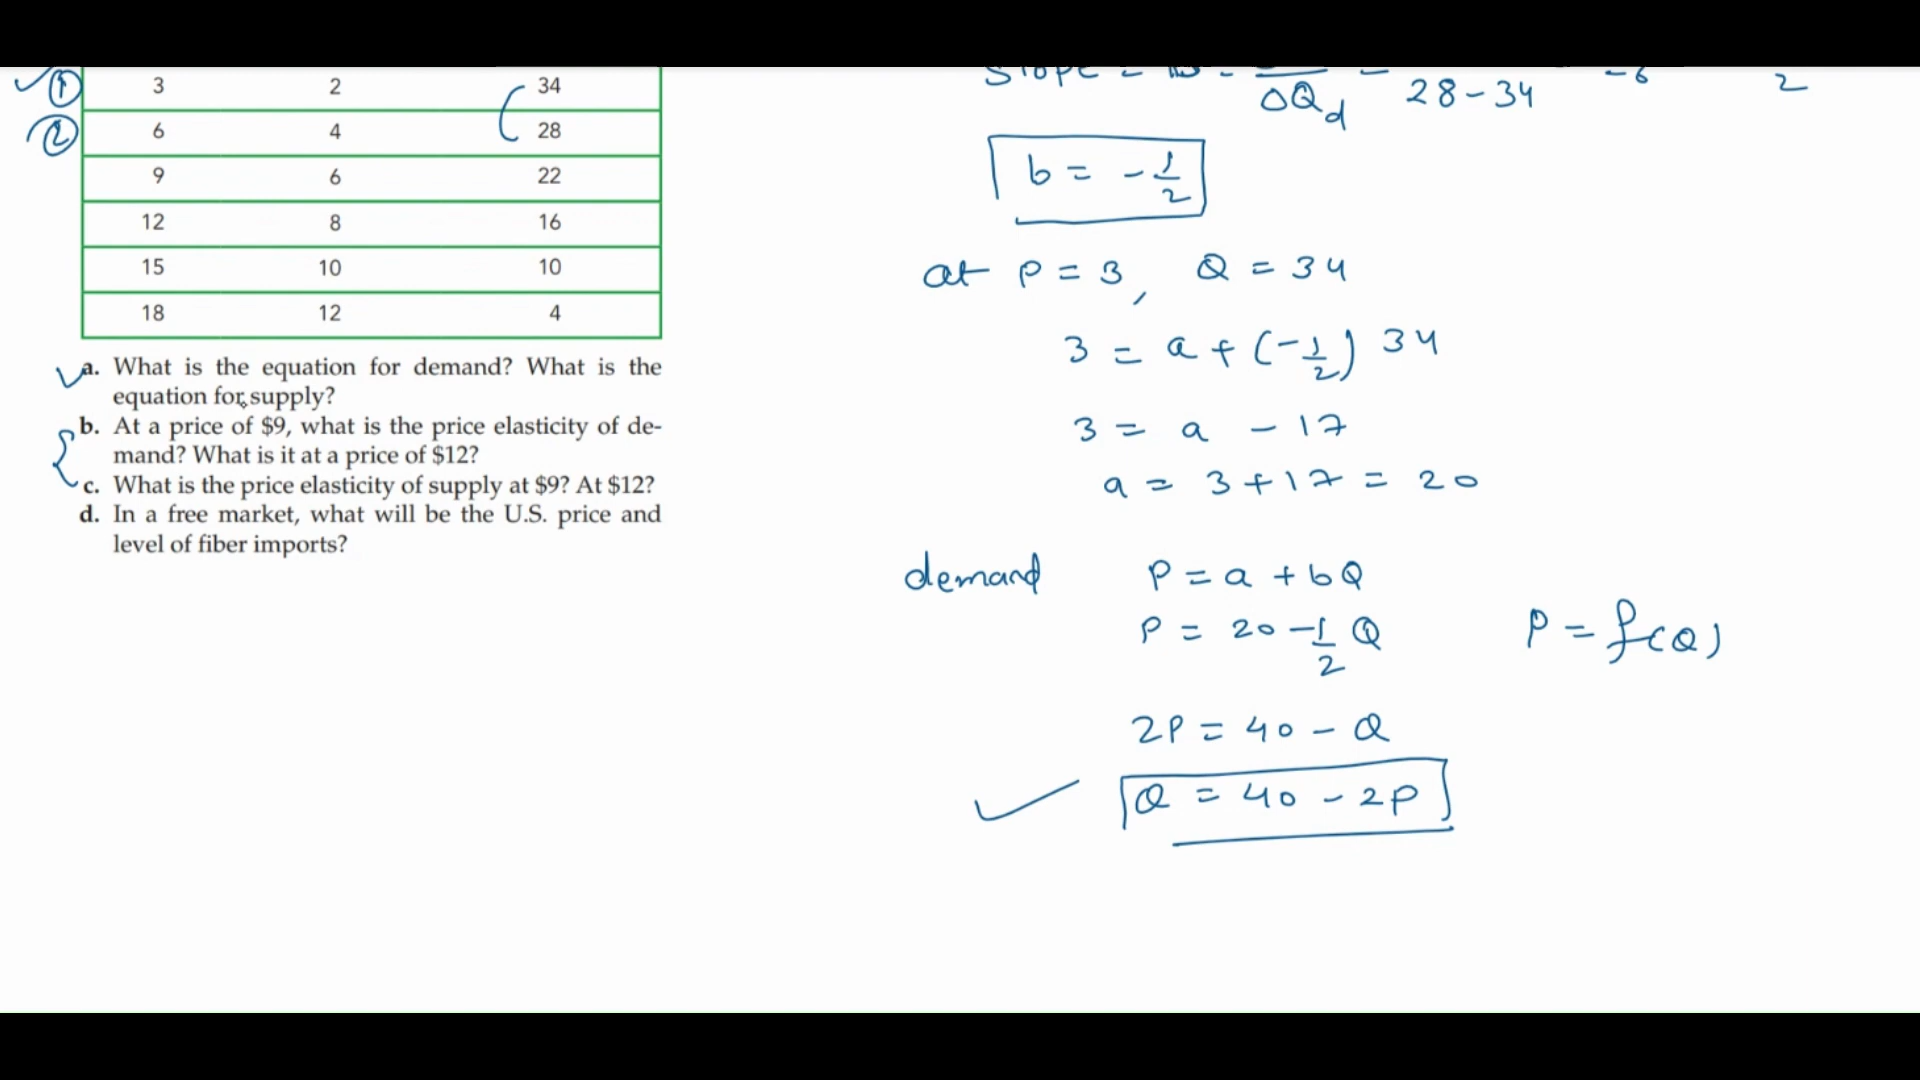 ① 3 2 34
② 6 4 28
9 6 22
12 8 16
15 10 10
18 12 4
a. What is the equation for demand? What is the
equation for supply?
b. At a price of $9, what is the price elasticity of de-
mand? What is it at a price of $12?
c. What is the price elasticity of supply at $9? At $12?
d. In a free market, what will be the U.S. price and
level of fiber imports?
Slope =
ΔQd 28-34 -6 2
b = -1/2
at P = 3, Q = 34
3 = a + (-1/2) 34
3 = a - 17
a = 3 + 17 = 20
demand P = a + bQ
P = 20 - 1/2 Q P = f(Q)
2P = 40 - Q
Q = 40 - 2P